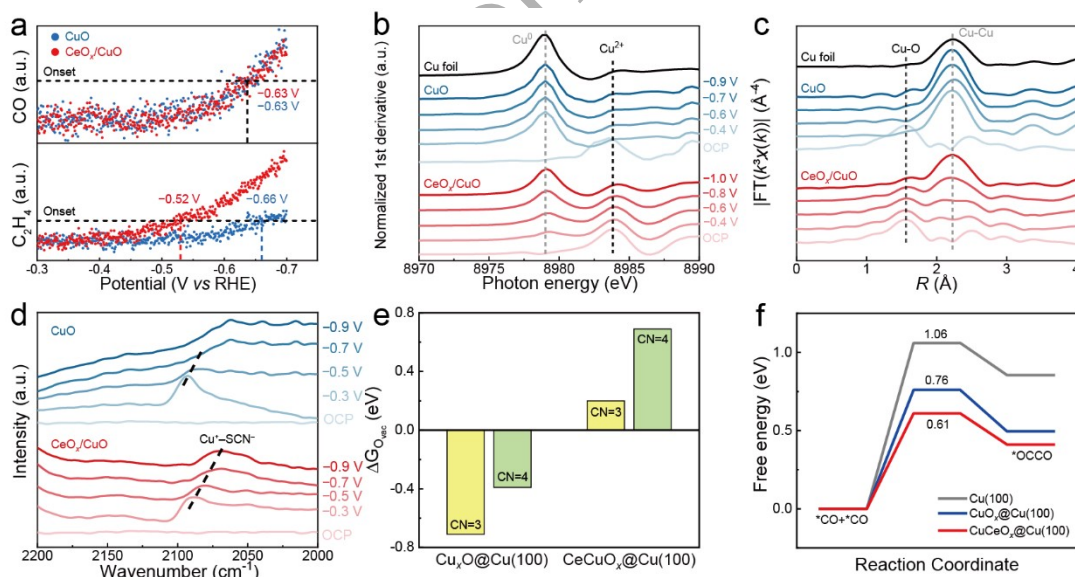 a
CuO
CeOₓ/CuO
Onset
−0.63 V
−0.63 V
CO (a.u.)
Onset
−0.52 V
−0.66 V
C₂H₄ (a.u.)
-0.3 -0.4 -0.5 -0.6 -0.7
Potential (V vs RHE)
b
Cu⁰
Cu²⁺
Cu foil
CuO
−0.9 V
−0.7 V
−0.6 V
−0.4 V
OCP
CeOₓ/CuO
−1.0 V
−0.8 V
−0.6 V
−0.4 V
OCP
Normalized 1st derivative (a.u.)
8970 8975 8980 8985 8990
Photon energy (eV)
c
Cu–O
Cu–Cu
Cu foil
CuO
CeOₓ/CuO
|FT(k³χ(k))| (Å⁻⁴)
0 1 2 3 4
R (Å)
d
CuO
−0.9 V
−0.7 V
−0.5 V
−0.3 V
OCP
Cu⁺–SCN⁻
CeOₓ/CuO
−0.9 V
−0.7 V
−0.5 V
−0.3 V
OCP
Intensity (a.u.)
2200 2150 2100 2050 2000
Wavenumber (cm⁻¹)
e
0.8
0.4
0.0
-0.4
-0.8
CN=3
CN=4
CN=3
CN=4
ΔG_Ovac (eV)
CuₓO@Cu(100) CeCuOₓ@Cu(100)
f
1.0
0.5
0.0
1.06
0.76
0.61
*CO+*CO
*OCCO
Cu(100)
CuOₓ@Cu(100)
CuCeOₓ@Cu(100)
Free energy (eV)
Reaction Coordinate